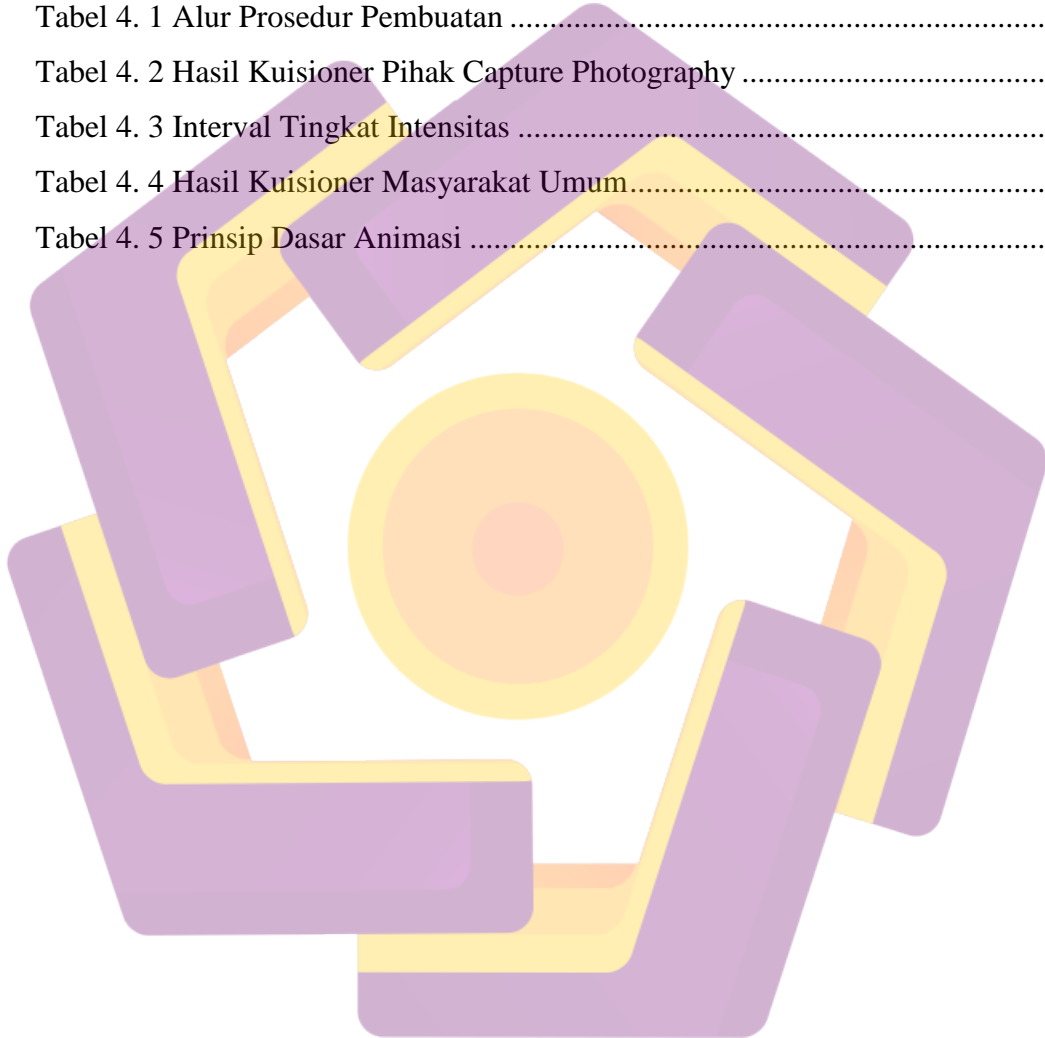 Tabel 4. 1 Alur Prosedur Pembuatan ..........................................................................
Tabel 4. 2 Hasil Kuisioner Pihak Capture Photography ..........................................
Tabel 4. 3 Interval Tingkat Intensitas .........................................................................
Tabel 4. 4 Hasil Kuisioner Masyarakat Umum..........................................................
Tabel 4. 5 Prinsip Dasar Animasi ................................................................................